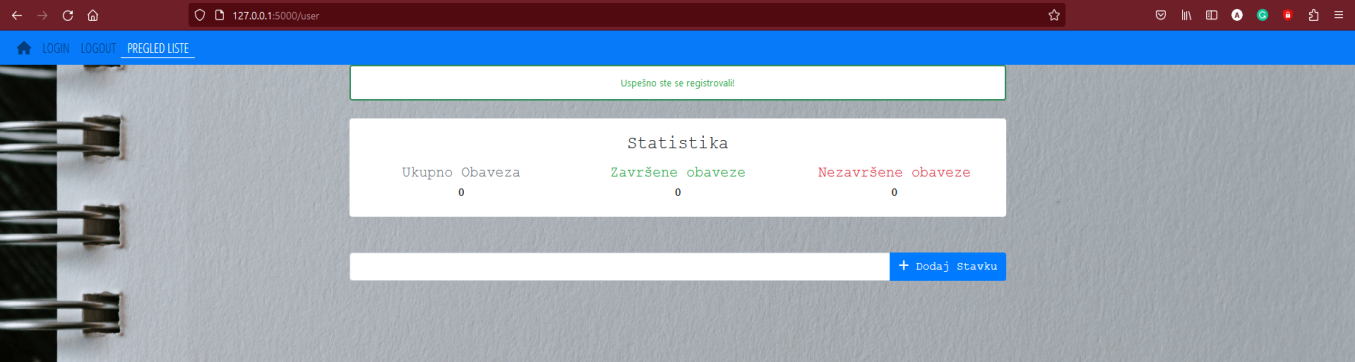 127.0.0.1:5000/user
LOGIN LOGOUT PREGLED LISTE
Uspešno ste se registrovali!
Statistika
Ukupno Obaveza Završene obaveze Nezavršene obaveze
0 0 0
+ Dodaj Stavku